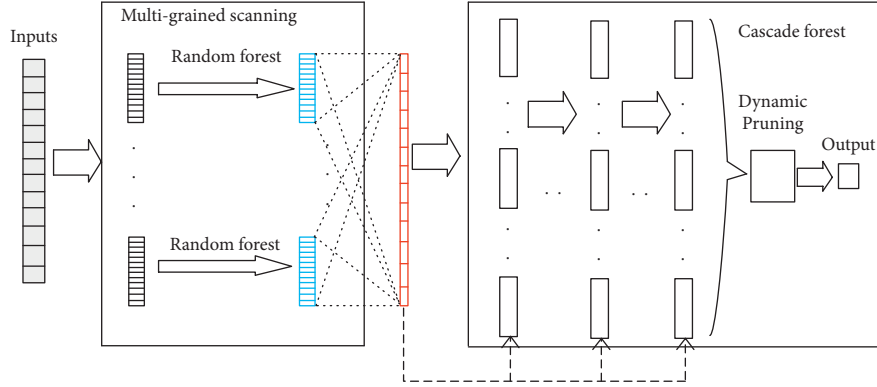 Inputs
Multi-grained scanning
Random forest
Random forest
Cascade forest
Dynamic
Pruning
Output